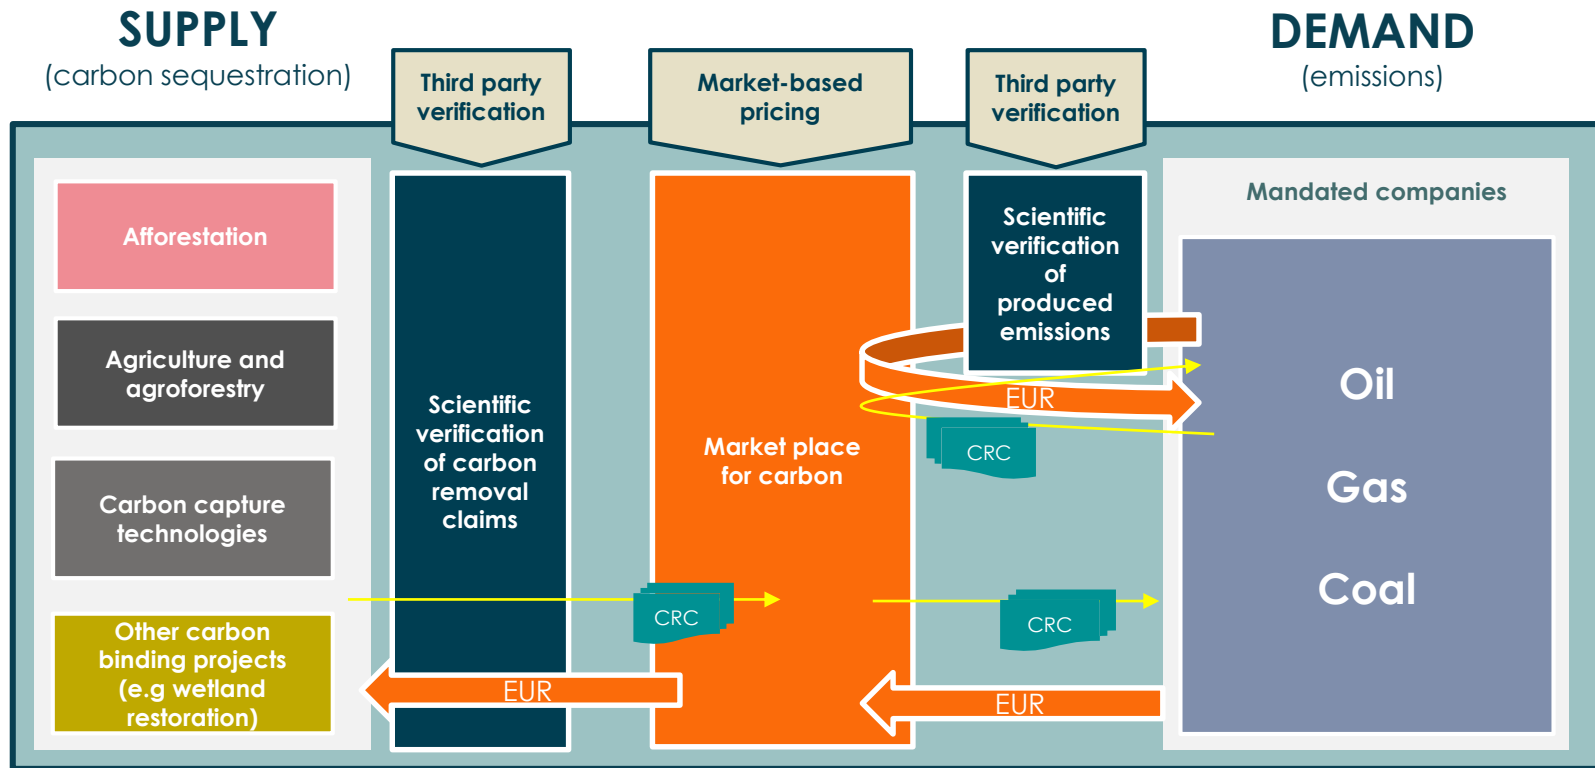 SUPPLY
(carbon sequestration)
DEMAND
(emissions)
Third party
verification
Market-based
pricing
Third party
verification
Afforestation
Agriculture and
agroforestry
Carbon capture
technologies
Other carbon
binding projects
(e.g wetland
restoration)
Scientific
verification
of carbon
removal
claims
Market place
for carbon
Scientific
verification
of
produced
emissions
Mandated companies
Oil
Gas
Coal
EUR
CRC
CRC
CRC
EUR
EUR